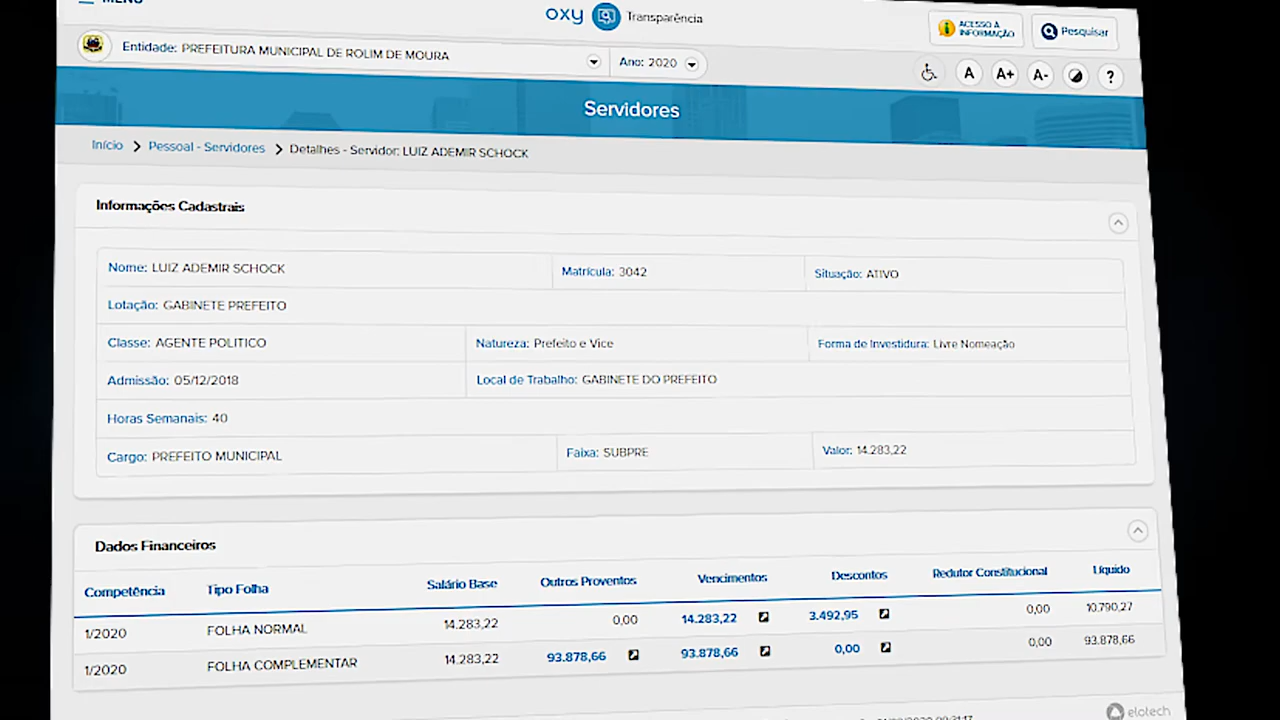 MENU
oxy Transparência
ACESSO À INFORMAÇÃO
Pesquisar
Entidade: PREFEITURA MUNICIPAL DE ROLIM DE MOURA
Ano: 2020
A A+ A- ?
Servidores
Início > Pessoal - Servidores > Detalhes - Servidor: LUIZ ADEMIR SCHOCK
Informações Cadastrais
Nome: LUIZ ADEMIR SCHOCK Matrícula: 3042 Situação: ATIVO
Lotação: GABINETE PREFEITO
Classe: AGENTE POLITICO Natureza: Prefeito e Vice Forma de Investidura: Livre Nomeação
Admissão: 05/12/2018 Local de Trabalho: GABINETE DO PREFEITO
Horas Semanais: 40
Cargo: PREFEITO MUNICIPAL Faixa: SUBPRE Valor: 14.283,22
Dados Financeiros
Competência Tipo Folha Salário Base Outros Proventos Vencimentos Descontos Redutor Constitucional Líquido
1/2020 FOLHA NORMAL 14.283,22 0,00 14.283,22 3.492,95 0,00 10.790,27
1/2020 FOLHA COMPLEMENTAR 14.283,22 93.878,66 93.878,66 0,00 0,00 93.878,66
elotech